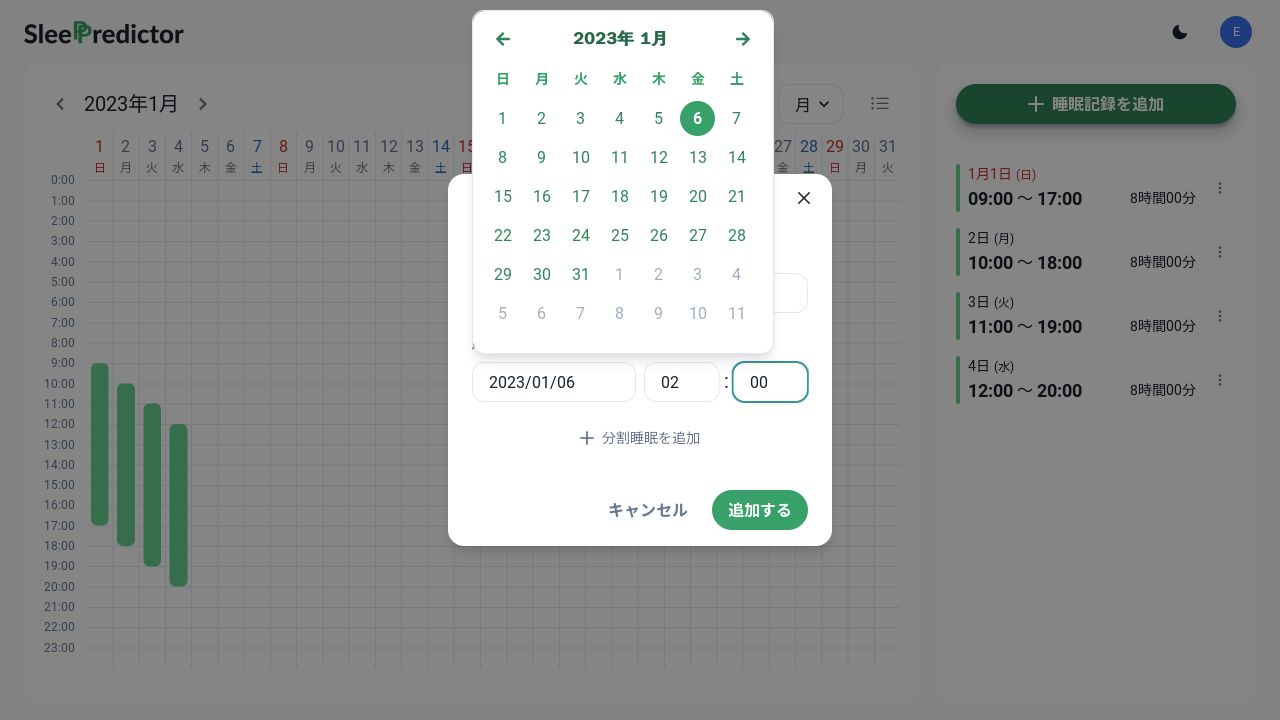 SleePredictor
E
2023年1月
月
睡眠記録を追加
2023年 1月
日 月 火 水 木 金 土
1 2 3 4 5 6 7
8 9 10 11 12 13 14
15 16 17 18 19 20 21
22 23 24 25 26 27 28
29 30 31 1 2 3 4
5 6 7 8 9 10 11
1 2 3 4 5 6 7 8 9 10 11 12 13 14 15 27 28 29 30 31
日 月 火 水 木 金 土 日 月 火 水 木 金 土 日 金 土 日 月 火
0:00
1:00
2:00
3:00
4:00
5:00
6:00
7:00
8:00
9:00
10:00
11:00
12:00
13:00
14:00
15:00
16:00
17:00
18:00
19:00
20:00
21:00
22:00
23:00
2023/01/06 02 : 00
分割睡眠を追加
キャンセル 追加する
1月1日 (日)
09:00 〜 17:00 8時間00分
2日 (月)
10:00 〜 18:00 8時間00分
3日 (火)
11:00 〜 19:00 8時間00分
4日 (水)
12:00 〜 20:00 8時間00分